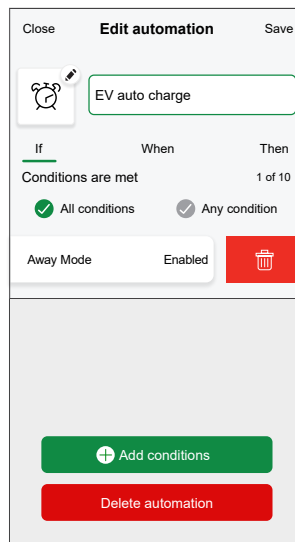 Close Edit automation Save
EV auto charge
If When Then
Conditions are met 1 of 10
All conditions Any condition
Away Mode Enabled
Add conditions
Delete automation